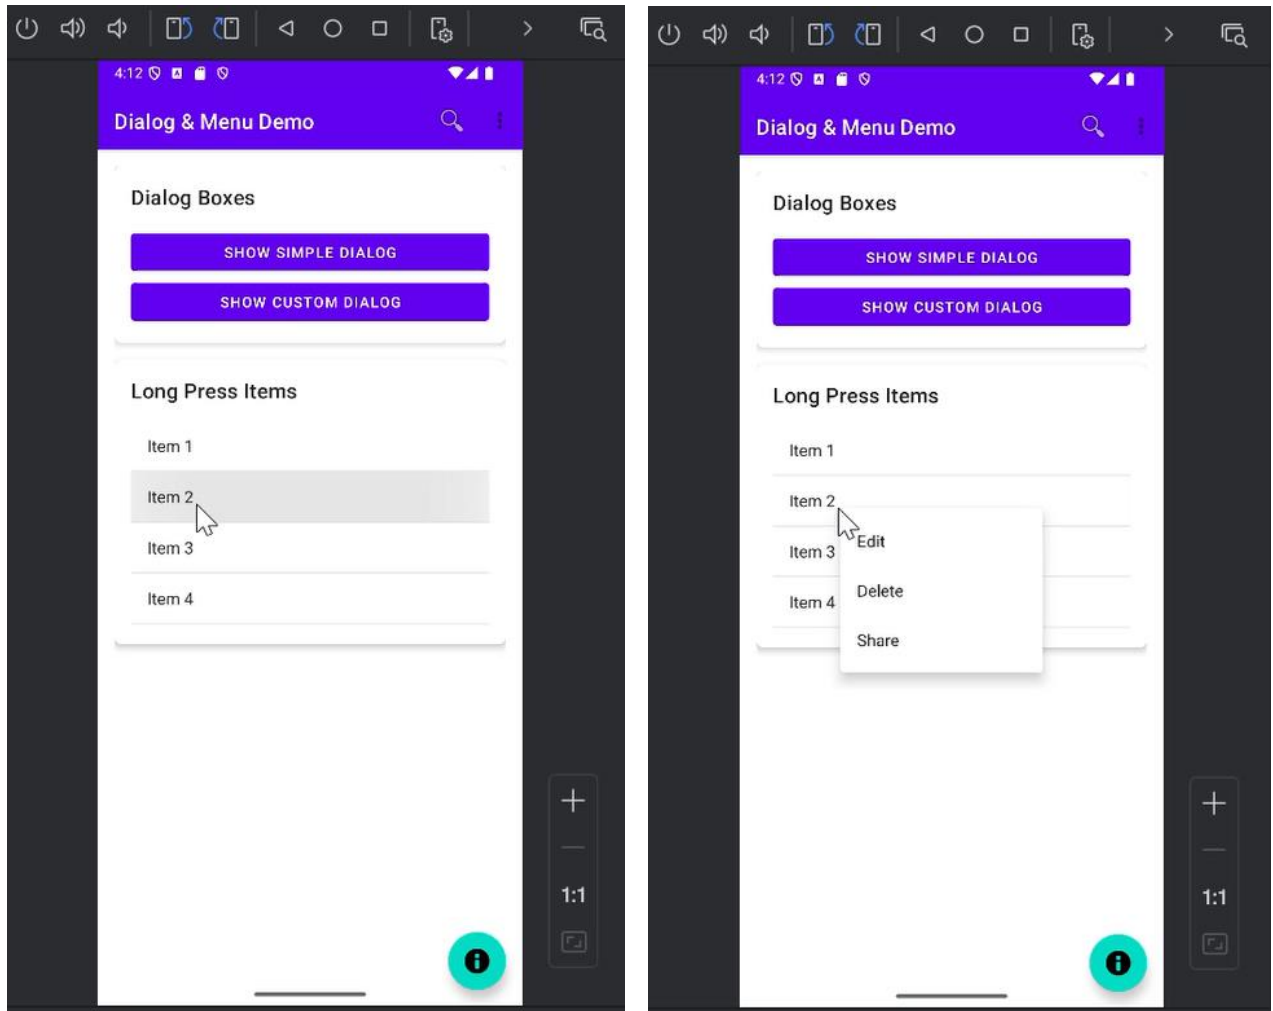 4:12
Dialog & Menu Demo
Dialog Boxes
SHOW SIMPLE DIALOG
SHOW CUSTOM DIALOG
Long Press Items
Item 1
Item 2
Item 3
Item 4
1:1
4:12
Dialog & Menu Demo
Dialog Boxes
SHOW SIMPLE DIALOG
SHOW CUSTOM DIALOG
Long Press Items
Item 1
Item 2
Edit
Item 3
Delete
Item 4
Share
1:1